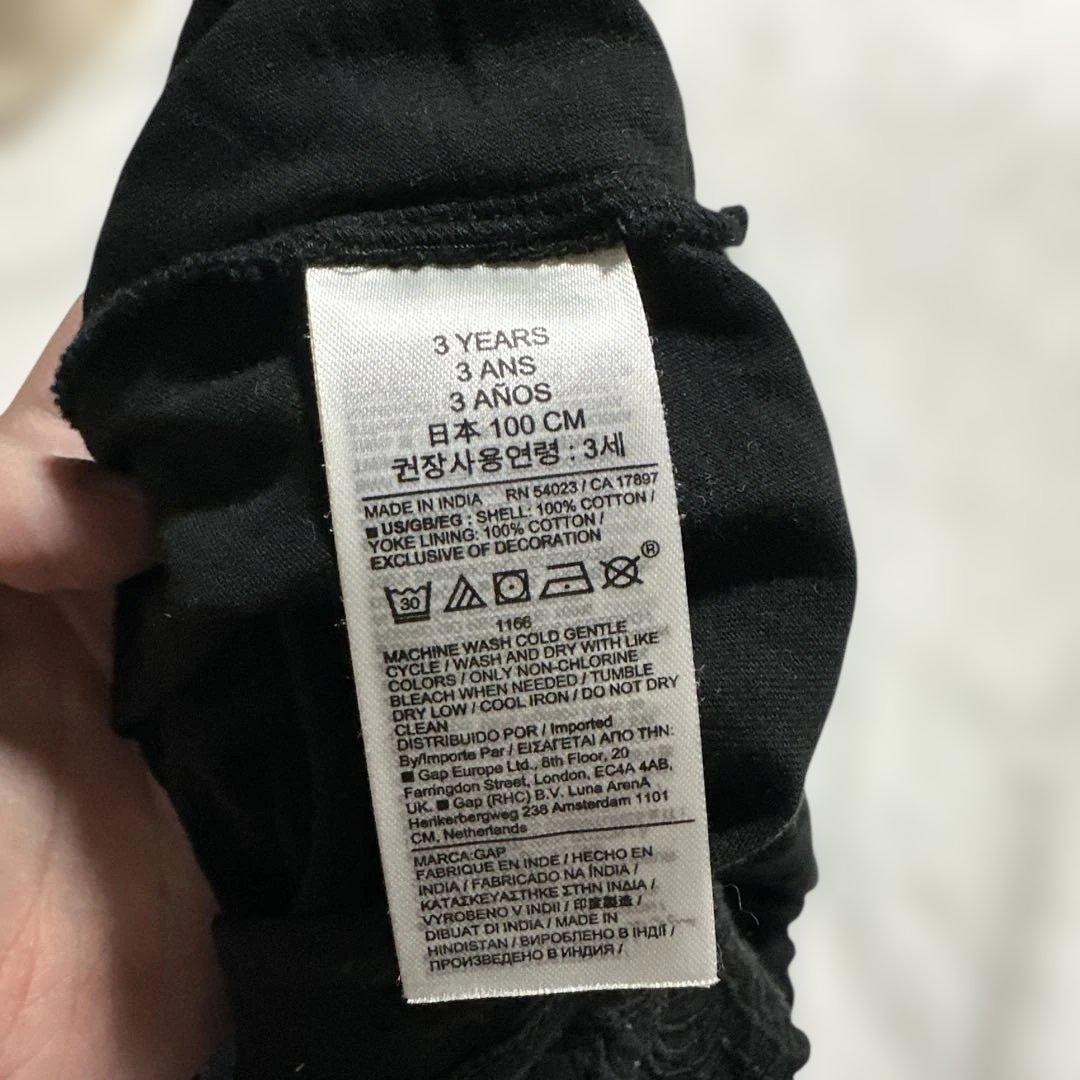 3 YEARS
3 ANS
3 AÑOS
日本 100 CM
권장사용연령 : 3세
MADE IN INDIA RN 54023 / CA 17897
■ US/GB/EG : SHELL: 100% COTTON /
YOKE LINING: 100% COTTON /
EXCLUSIVE OF DECORATION
30 ®
1166
MACHINE WASH COLD GENTLE
CYCLE / WASH AND DRY WITH LIKE
COLORS / ONLY NON-CHLORINE
BLEACH WHEN NEEDED / TUMBLE
DRY LOW / COOL IRON / DO NOT DRY
CLEAN
DISTRIBUIDO POR / Imported
By/Importe Par / ΕΙΣΑΓΕΤΑΙ ΑΠΟ ΤΗΝ:
■ Gap Europe Ltd., 8th Floor, 20
Farringdon Street, London, EC4A 4AB,
UK. ■ Gap (RHC) B.V. Luna ArenA
Herikerbergweg 238 Amsterdam 1101
CM, Netherlands
MARCA:GAP
FABRIQUE EN INDE / HECHO EN
INDIA / FABRICADO NA ÍNDIA /
ΚΑΤΑΣΚΕΥΑΣΤΗΚΕ ΣΤΗΝ ΙΝΔΙΑ /
VYROBENO V INDII / 印度製造 /
DIBUAT DI INDIA / MADE IN
HINDISTAN / ВИРОБЛЕНО В ІНДІЇ /
ПРОИЗВЕДЕНО В ИНДИЯ /